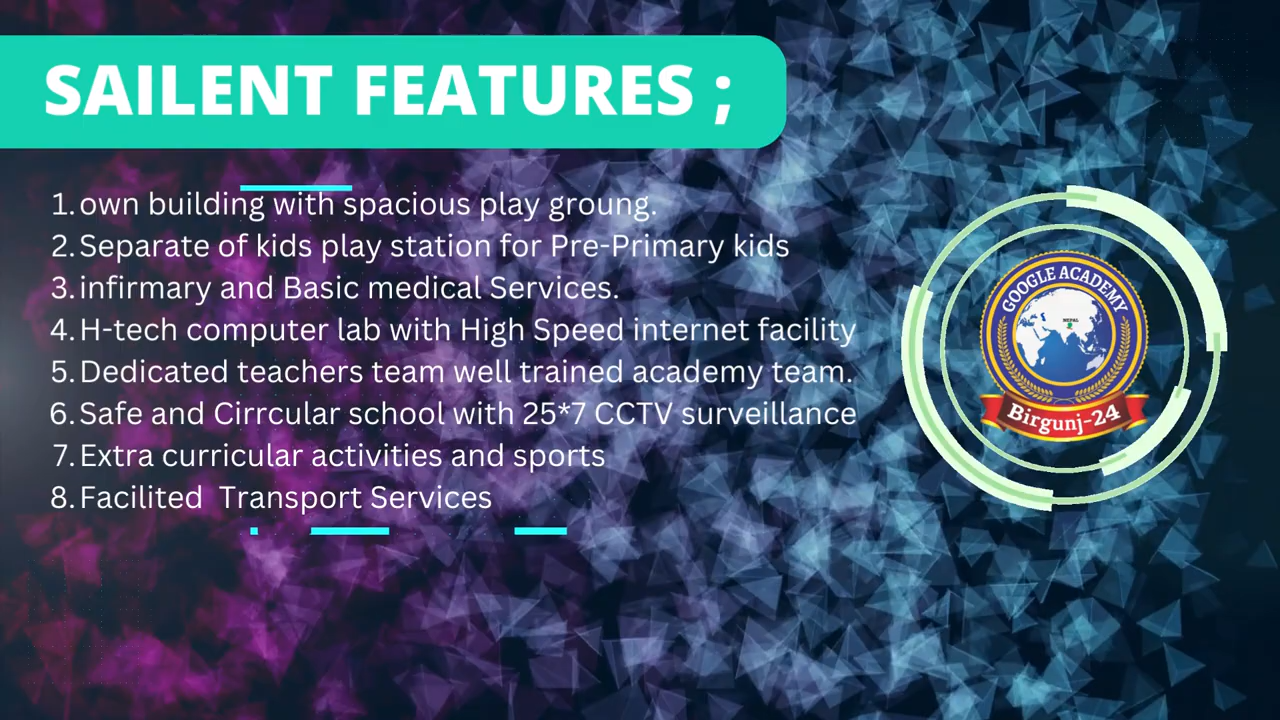 SAILENT FEATURES ;
1. own building with spacious play groung.
2. Separate of kids play station for Pre-Primary kids
3. infirmary and Basic medical Services.
4. H-tech computer lab with High Speed internet facility
5. Dedicated teachers team well trained academy team.
6. Safe and Cirrcular school with 25*7 CCTV surveillance
7. Extra curricular activities and sports
8. Facilited  Transport Services
GOOGLE ACADEMY
NEPAL
Birgunj-24